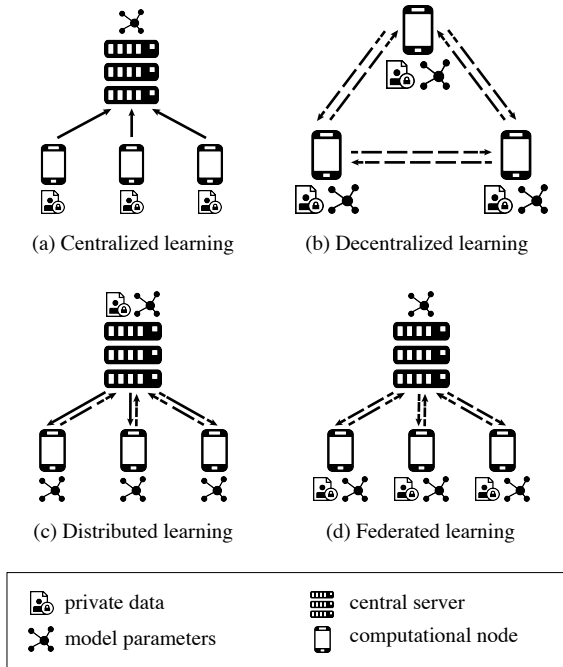 (a) Centralized learning
(b) Decentralized learning
(c) Distributed learning
(d) Federated learning
private data
central server
model parameters
computational node